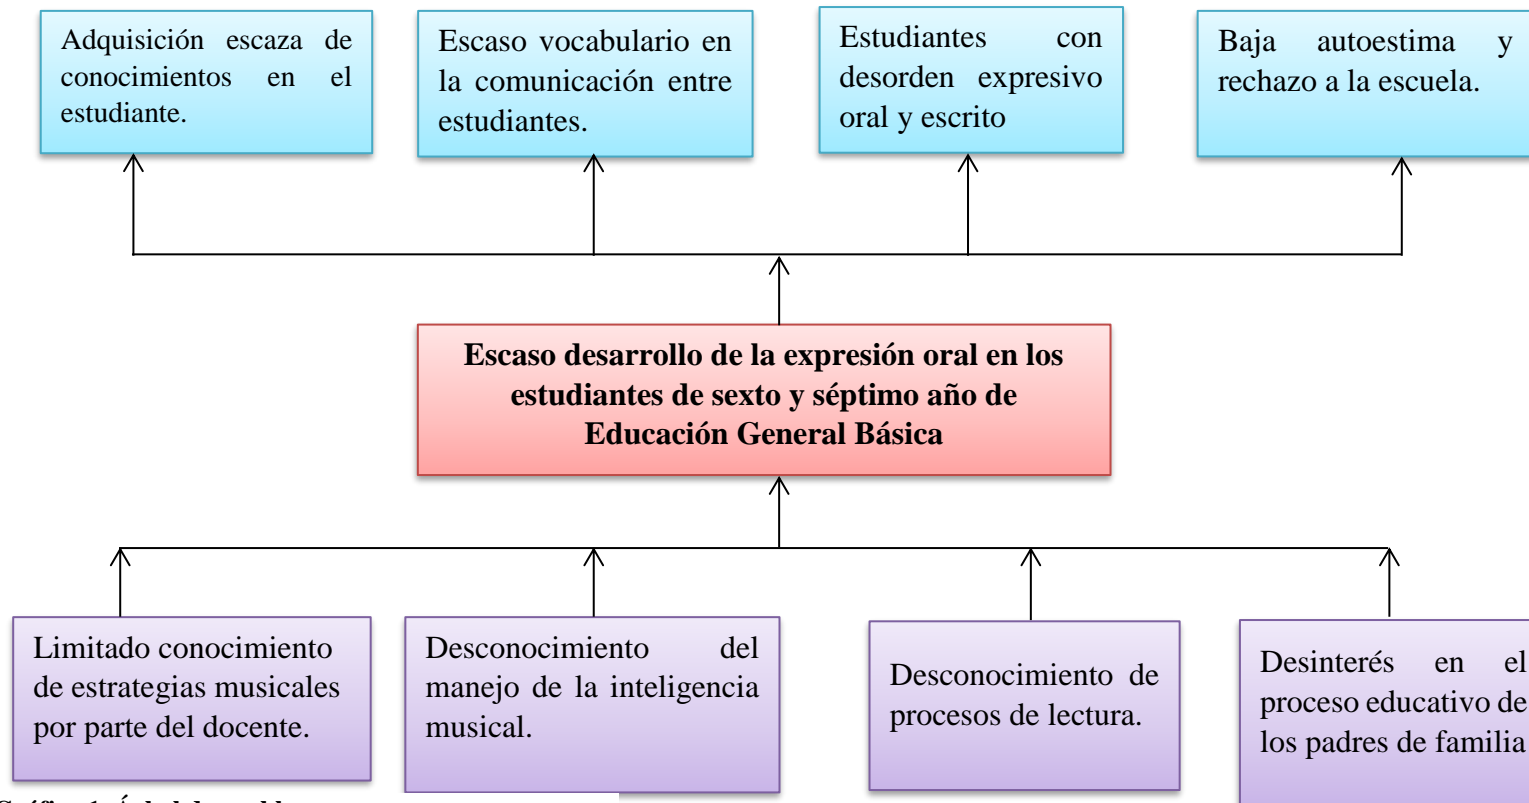 Adquisición escaza de
conocimientos en el
estudiante.
Escaso vocabulario en
la comunicación entre
estudiantes.
Estudiantes con
desorden expresivo
oral y escrito
Baja autoestima y
rechazo a la escuela.
Escaso desarrollo de la expresión oral en los
estudiantes de sexto y séptimo año de
Educación General Básica
Limitado conocimiento
de estrategias musicales
por parte del docente.
Desconocimiento del
manejo de la inteligencia
musical.
Desconocimiento de
procesos de lectura.
Desinterés en el
proceso educativo de
los padres de familia